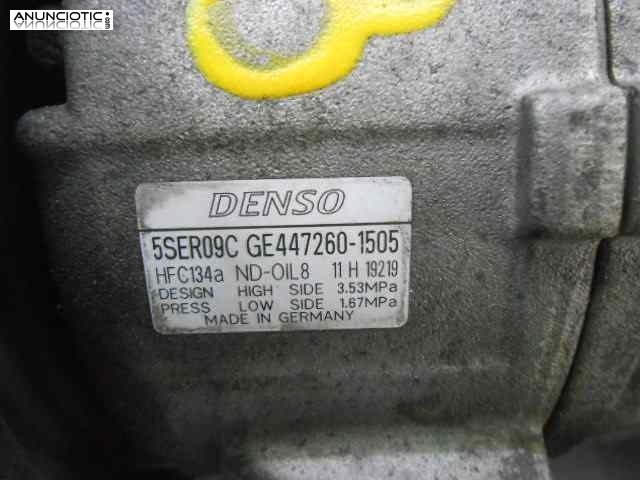 ANUNCIOTIC
.com
DENSO
5SER09C GE447260-1505
HFC134a ND-OIL8 11 H 19219
DESIGN HIGH SIDE 3.53MPa
PRESS LOW SIDE 1.67MPa
MADE IN GERMANY